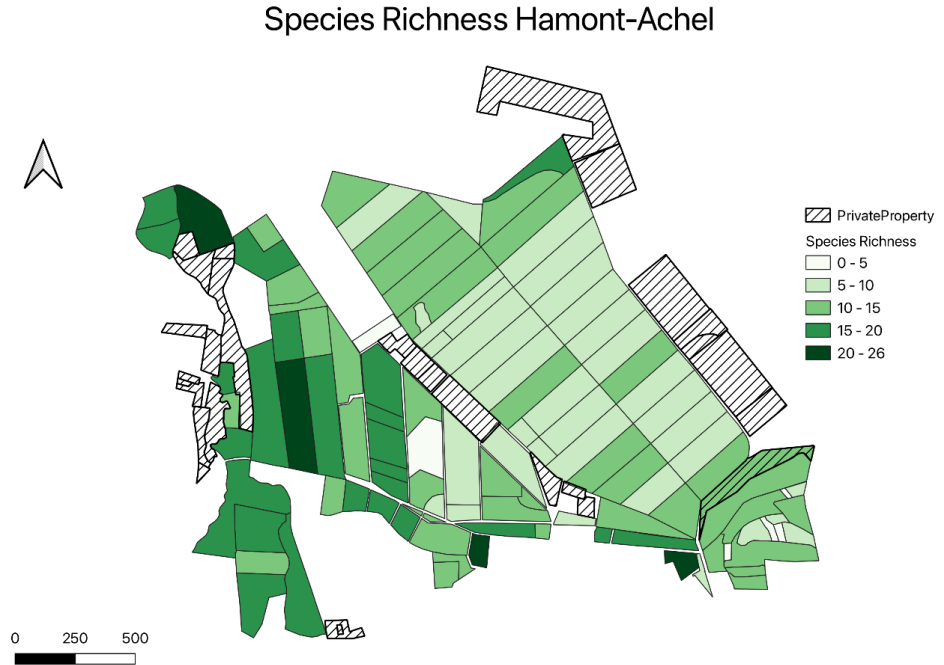 Species Richness Hamont-Achel
PrivateProperty
Species Richness
0 - 5
5 - 10
10 - 15
15 - 20
20 - 26
0 250 500